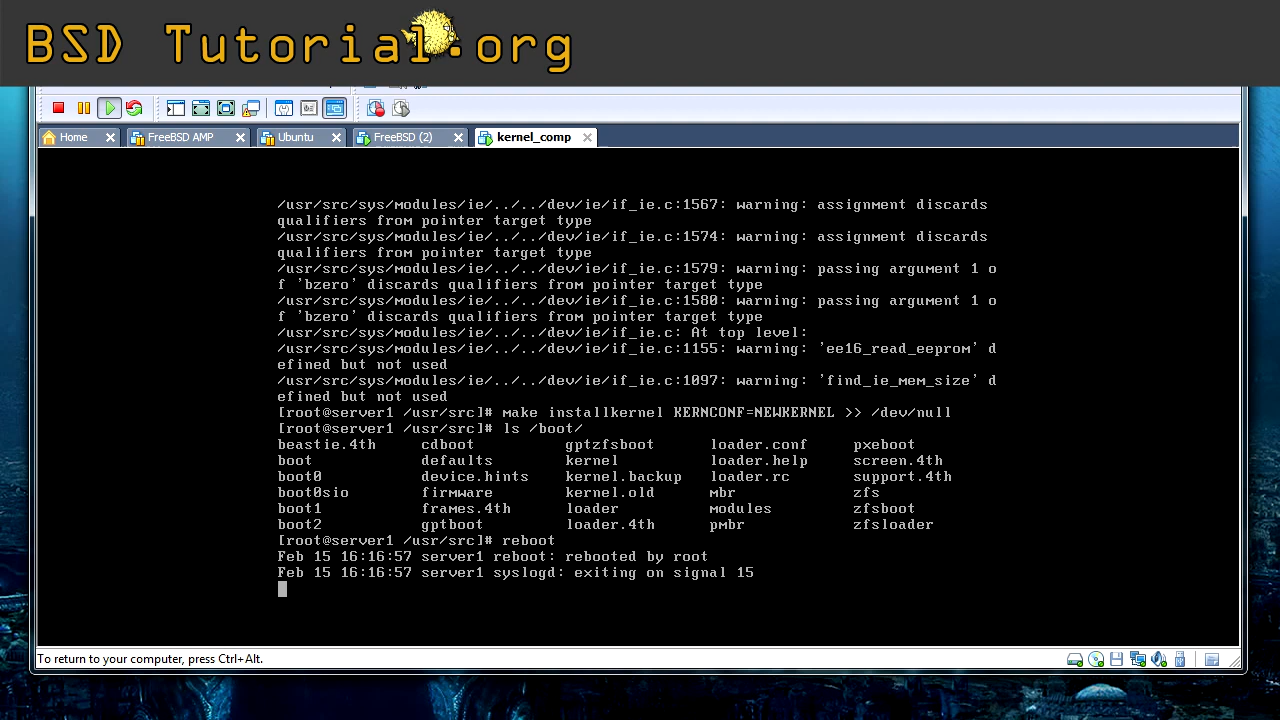 BSD Tutorial.org
Home
FreeBSD AMP
Ubuntu
FreeBSD (2)
kernel_comp
/usr/src/sys/modules/ie/../../dev/ie/if_ie.c:1567: warning: assignment discards
qualifiers from pointer target type
/usr/src/sys/modules/ie/../../dev/ie/if_ie.c:1574: warning: assignment discards
qualifiers from pointer target type
/usr/src/sys/modules/ie/../../dev/ie/if_ie.c:1579: warning: passing argument 1 o
f 'bzero' discards qualifiers from pointer target type
/usr/src/sys/modules/ie/../../dev/ie/if_ie.c:1580: warning: passing argument 1 o
f 'bzero' discards qualifiers from pointer target type
/usr/src/sys/modules/ie/../../dev/ie/if_ie.c: At top level:
/usr/src/sys/modules/ie/../../dev/ie/if_ie.c:1155: warning: 'ee16_read_eeprom' d
efined but not used
/usr/src/sys/modules/ie/../../dev/ie/if_ie.c:1097: warning: 'find_ie_mem_size' d
efined but not used
[root@server1 /usr/src]# make installkernel KERNCONF=NEWKERNEL >> /dev/null
[root@server1 /usr/src]# ls /boot/
beastie.4th cdboot gptzfsboot loader.conf pxeboot
boot defaults kernel loader.help screen.4th
boot0 device.hints kernel.backup loader.rc support.4th
boot0sio firmware kernel.old mbr zfs
boot1 frames.4th loader modules zfsboot
boot2 gptboot loader.4th pmbr zfsloader
[root@server1 /usr/src]# reboot
Feb 15 16:16:57 server1 reboot: rebooted by root
Feb 15 16:16:57 server1 syslogd: exiting on signal 15
To return to your computer, press Ctrl+Alt.